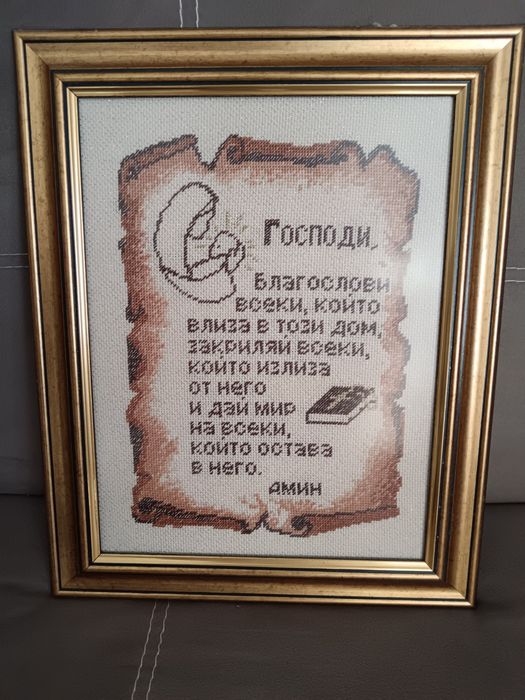 Господи,
Благослови
всеки, който
влиза в този дом,
закриляй всеки,
който излиза
от него
и дай мир
на всеки,
който остава
в него.
амин